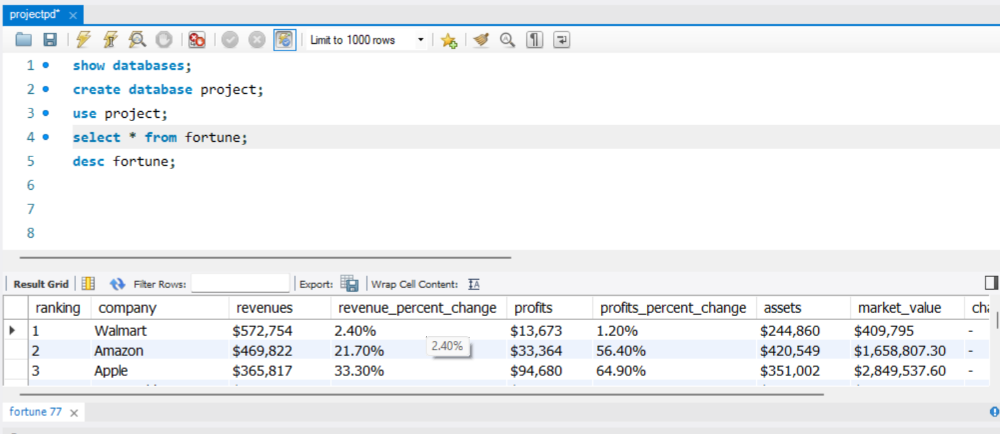 projectpd*
Limit to 1000 rows
1 show databases;
2 create database project;
3 use project;
4 select * from fortune;
5 desc fortune;
6
7
8
Result Grid Filter Rows: Export: Wrap Cell Content:
ranking company revenues revenue_percent_change profits profits_percent_change assets market_value
1 Walmart $572,754 2.40% $13,673 1.20% $244,860 $409,795 -
2.40%
2 Amazon $469,822 21.70% $33,364 56.40% $420,549 $1,658,807.30 -
3 Apple $365,817 33.30% $94,680 64.90% $351,002 $2,849,537.60 -
fortune 77